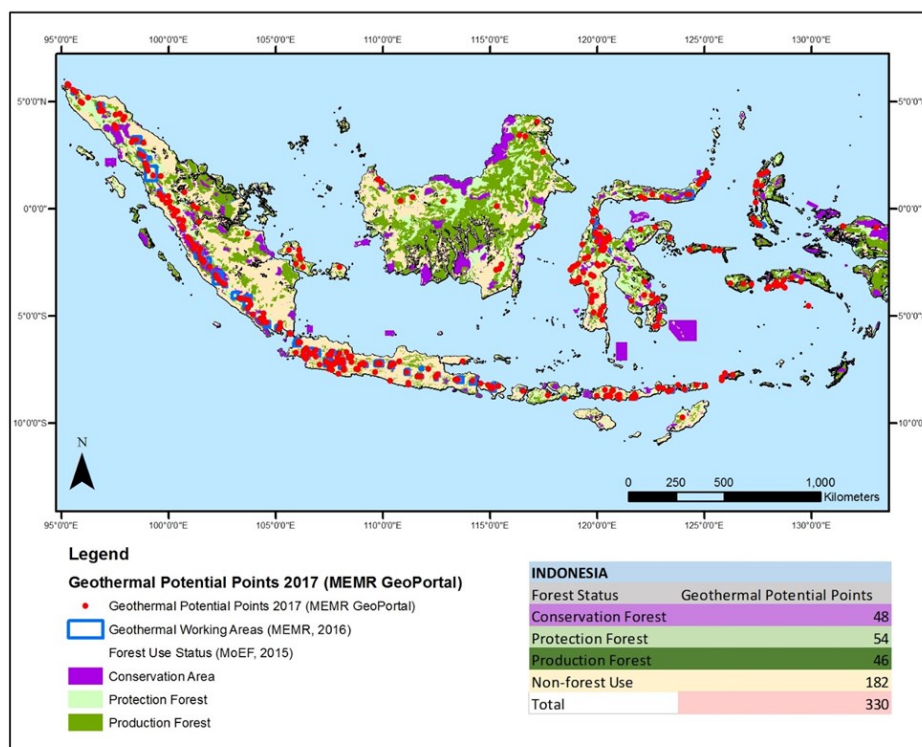 95°0'0"E 100°0'0"E 105°0'0"E 110°0'0"E 115°0'0"E 120°0'0"E 125°0'0"E 130°0'0"E
5°0'0"N 5°0'0"N
0°0'0"N 0°0'0"N
5°0'0"S 5°0'0"S
10°0'0"S 10°0'0"S
N
0 250 500 1,000
Kilometers
95°0'0"E 100°0'0"E 105°0'0"E 110°0'0"E 115°0'0"E 120°0'0"E 125°0'0"E 130°0'0"E
Legend
Geothermal Potential Points 2017 (MEMR GeoPortal)
Geothermal Potential Points 2017 (MEMR GeoPortal)
Geothermal Working Areas (MEMR, 2016)
Forest Use Status (MoEF, 2015)
Conservation Area
Protection Forest
Production Forest
INDONESIA
Forest Status Geothermal Potential Points
Conservation Forest 48
Protection Forest 54
Production Forest 46
Non-forest Use 182
Total 330